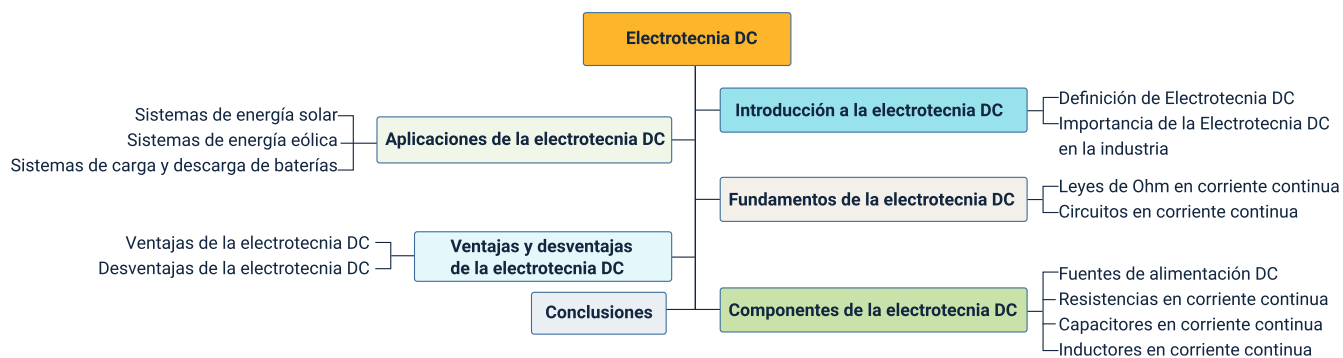 Electrotecnia DC
Introducción a la electrotecnia DC
Definición de Electrotecnia DC
Importancia de la Electrotecnia DC
en la industria
Fundamentos de la electrotecnia DC
Leyes de Ohm en corriente continua
Circuitos en corriente continua
Componentes de la electrotecnia DC
Fuentes de alimentación DC
Resistencias en corriente continua
Capacitores en corriente continua
Inductores en corriente continua
Aplicaciones de la electrotecnia DC
Sistemas de energía solar
Sistemas de energía eólica
Sistemas de carga y descarga de baterías
Ventajas y desventajas
de la electrotecnia DC
Ventajas de la electrotecnia DC
Desventajas de la electrotecnia DC
Conclusiones